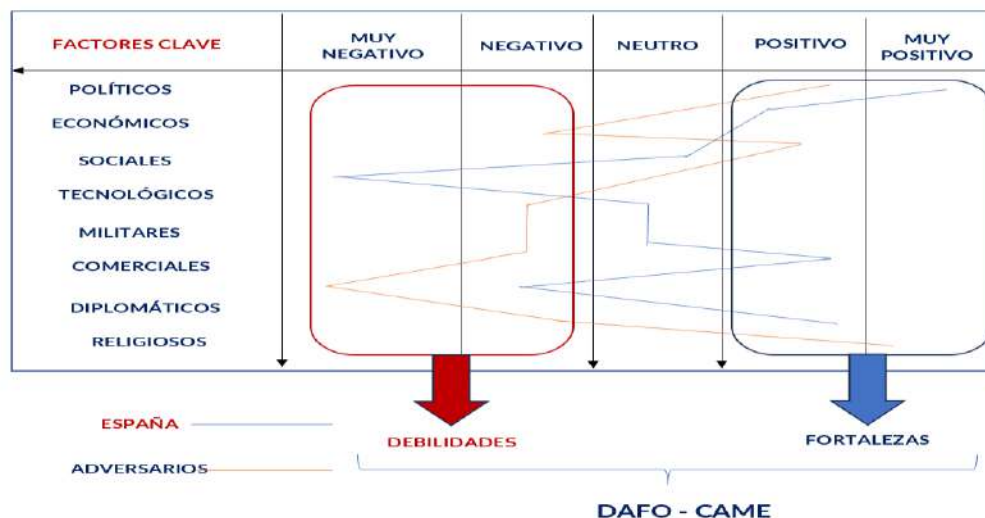 FACTORES CLAVE
MUY
NEGATIVO
NEGATIVO
NEUTRO
POSITIVO
MUY
POSITIVO
POLÍTICOS
ECONÓMICOS
SOCIALES
TECNOLÓGICOS
MILITARES
COMERCIALES
DIPLOMÁTICOS
RELIGIOSOS
ESPAÑA
ADVERSARIOS
DEBILIDADES
FORTALEZAS
DAFO - CAME